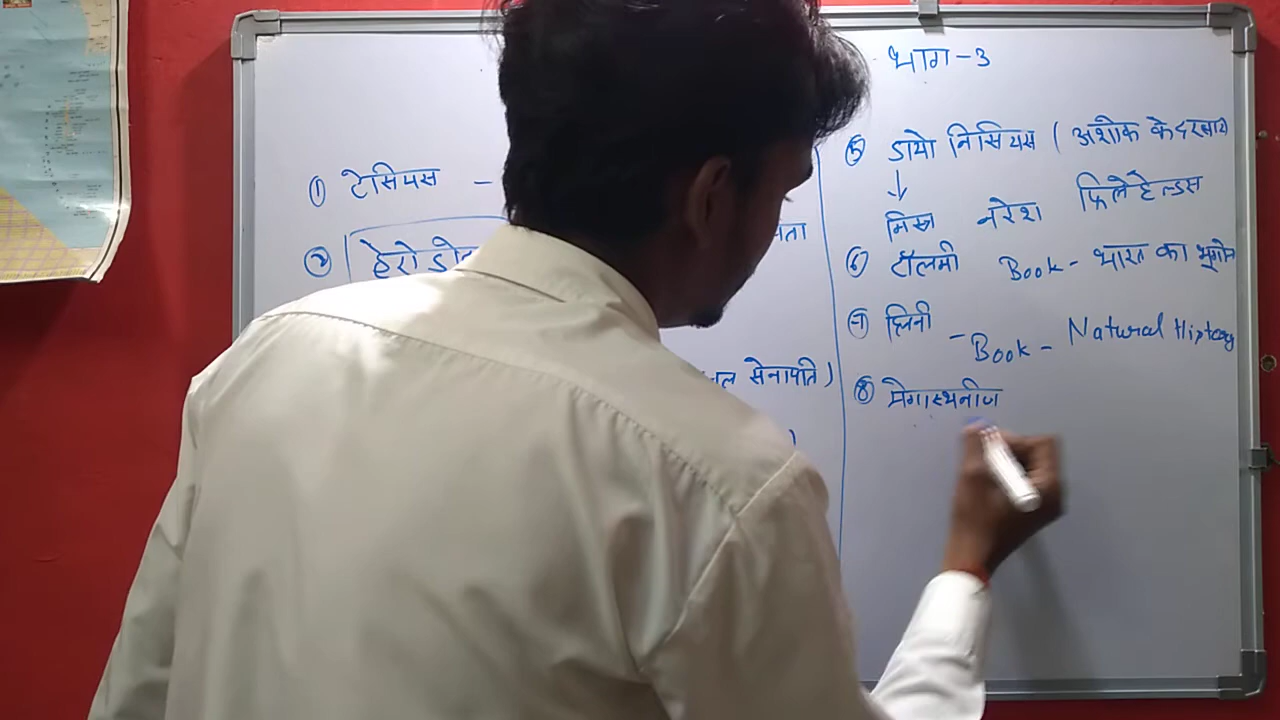 भाग-3
① टेसियस -
② हेरोडो
ता
ल सेनापति)
)
⑤ डायोनिसियस ( अशोक के दरबार
↓
मिस्र नरेश फिलेडेल्डस
⑥ टॉलमी Book - भारत का भूगोल
⑦ प्लिनी - Book - Natural History
⑧ मेगास्थनीज